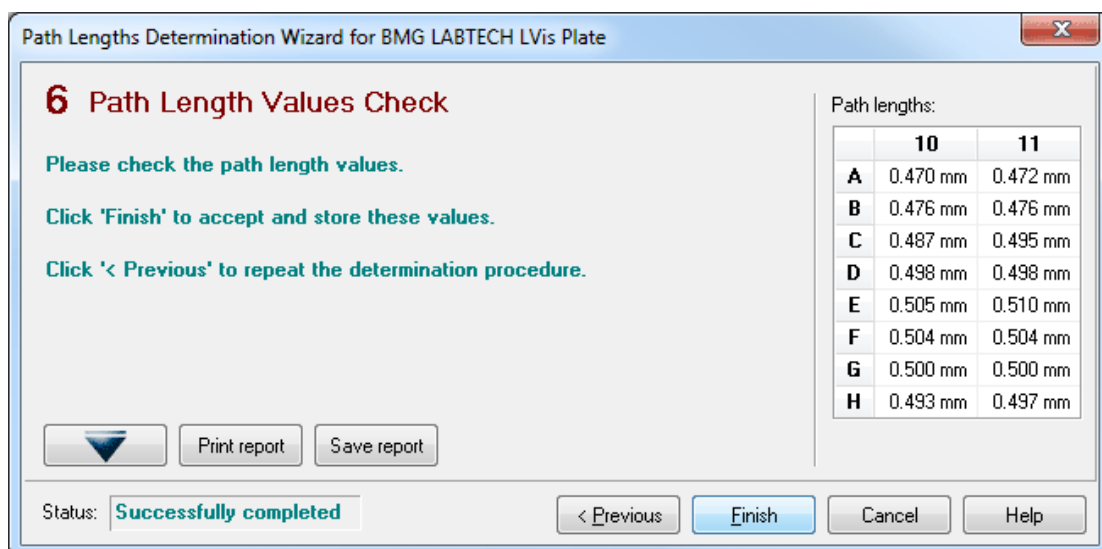 Path Lengths Determination Wizard for BMG LABTECH LVis Plate
6 Path Length Values Check
Please check the path length values.
Click 'Finish' to accept and store these values.
Click '< Previous' to repeat the determination procedure.
Path lengths:
10 11
A 0.470 mm 0.472 mm
B 0.476 mm 0.476 mm
C 0.487 mm 0.495 mm
D 0.498 mm 0.498 mm
E 0.505 mm 0.510 mm
F 0.504 mm 0.504 mm
G 0.500 mm 0.500 mm
H 0.493 mm 0.497 mm
Print report Save report
Status: Successfully completed < Previous Finish Cancel Help